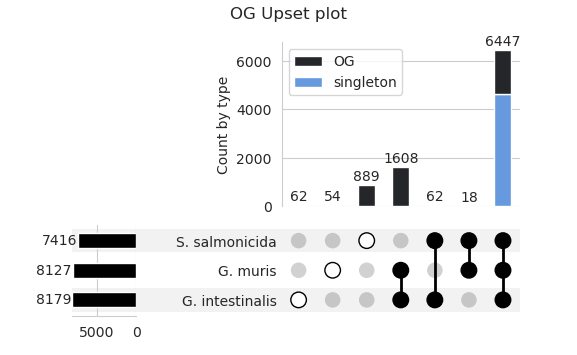 OG Upset plot
6447
6000
OG
singleton
4000
Count by type
2000
1608
889
62
54
62
18
0
7416
S. salmonicida
8127
G. muris
8179
G. intestinalis
5000
0